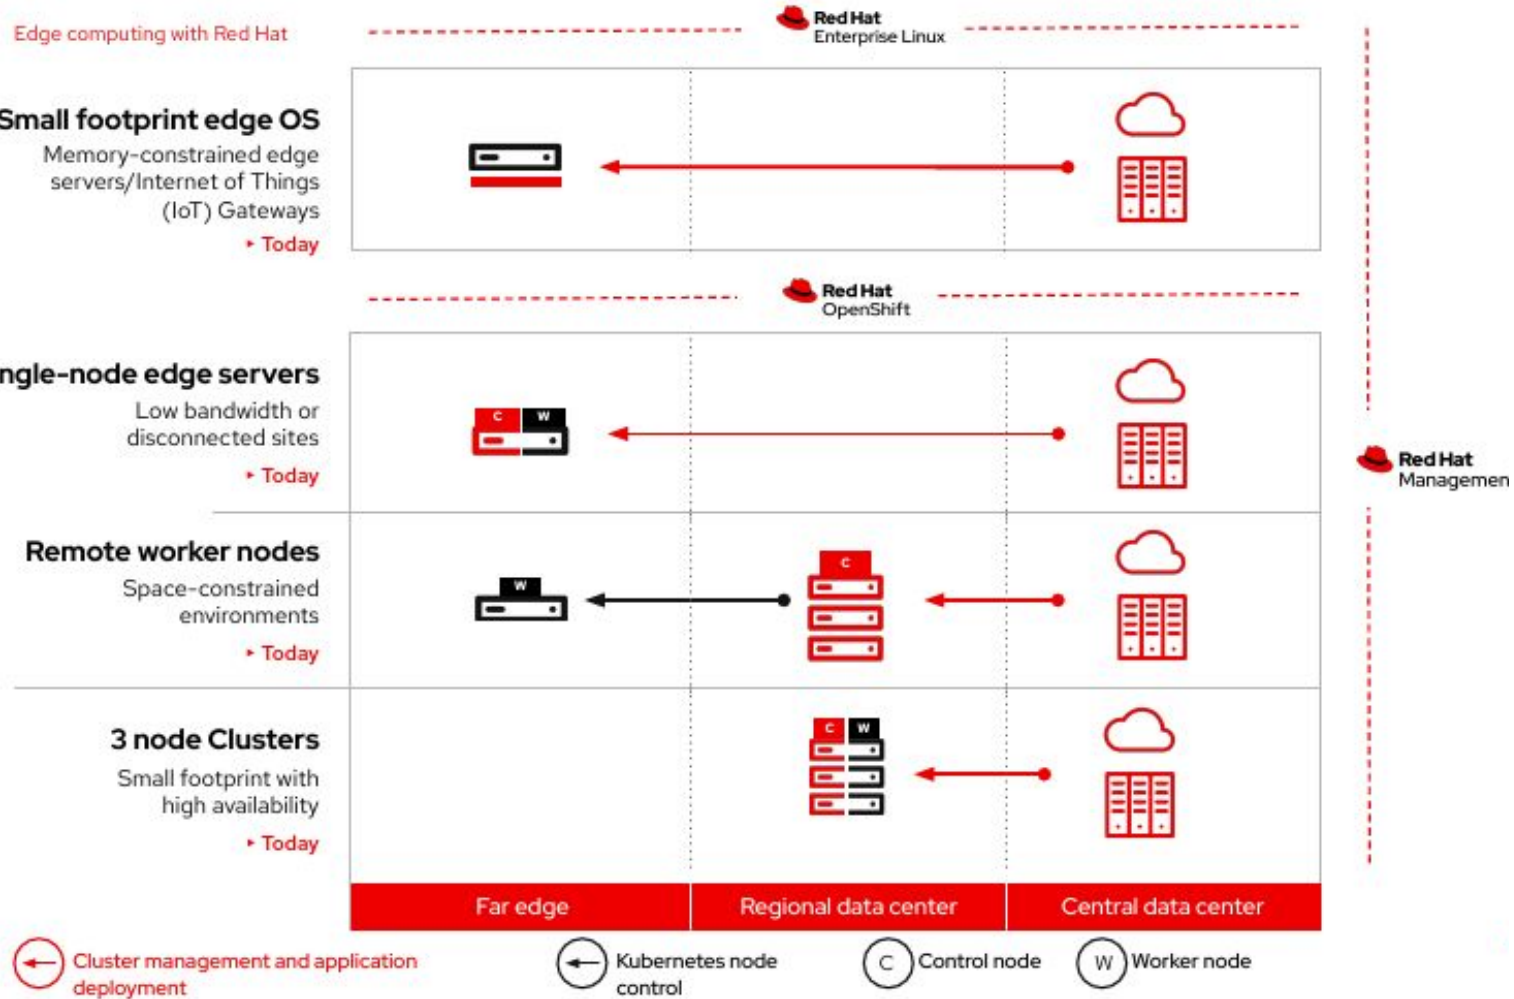 Edge computing with Red Hat
Red Hat
Enterprise Linux
Small footprint edge OS
Memory-constrained edge
servers/Internet of Things
(IoT) Gateways
‣ Today
Red Hat
OpenShift
ngle-node edge servers
Low bandwidth or
disconnected sites
‣ Today
C W
Red Hat
Managemen
Remote worker nodes
Space-constrained
environments
‣ Today
W
C
3 node Clusters
Small footprint with
high availability
‣ Today
C W
Far edge Regional data center Central data center
Cluster management and application
deployment
Kubernetes node
control
C Control node
W Worker node